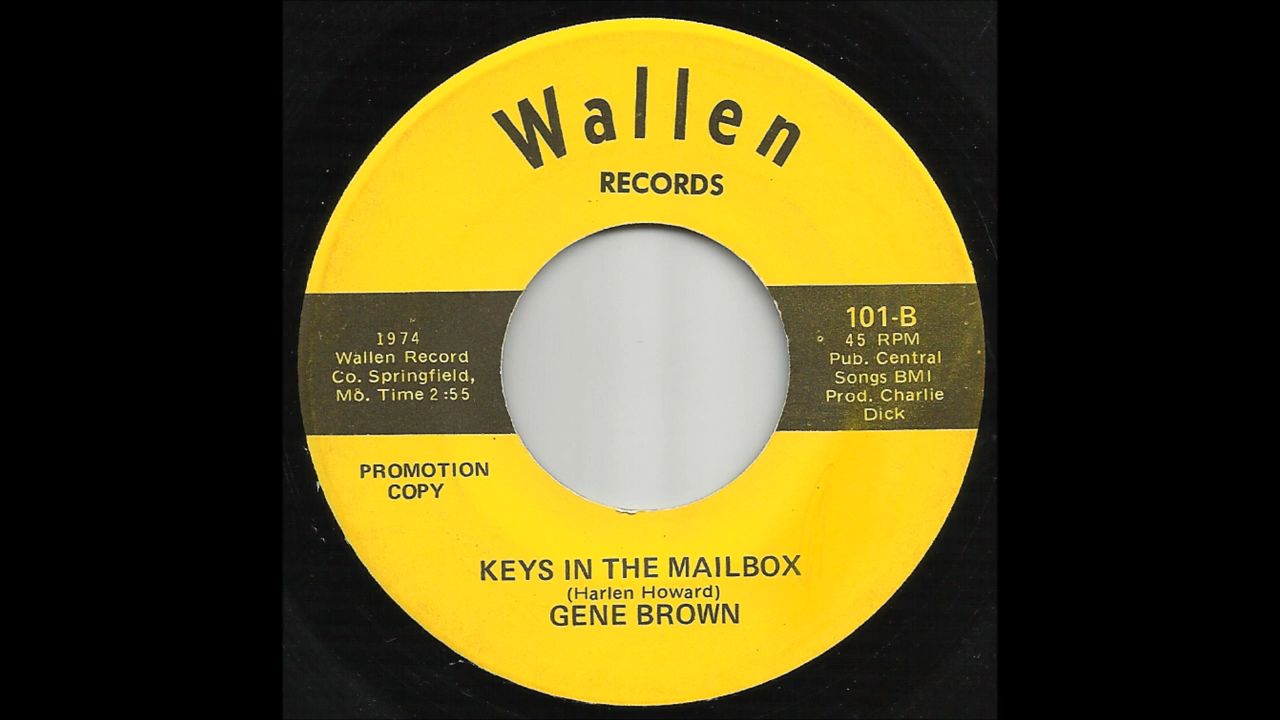 Wallen
RECORDS
1974
Wallen Record
Co. Springfield,
Mo. Time 2:55
101-B
45 RPM
Pub. Central
Songs BMI
Prod. Charlie
Dick
PROMOTION
COPY
KEYS IN THE MAILBOX
(Harlen Howard)
GENE BROWN